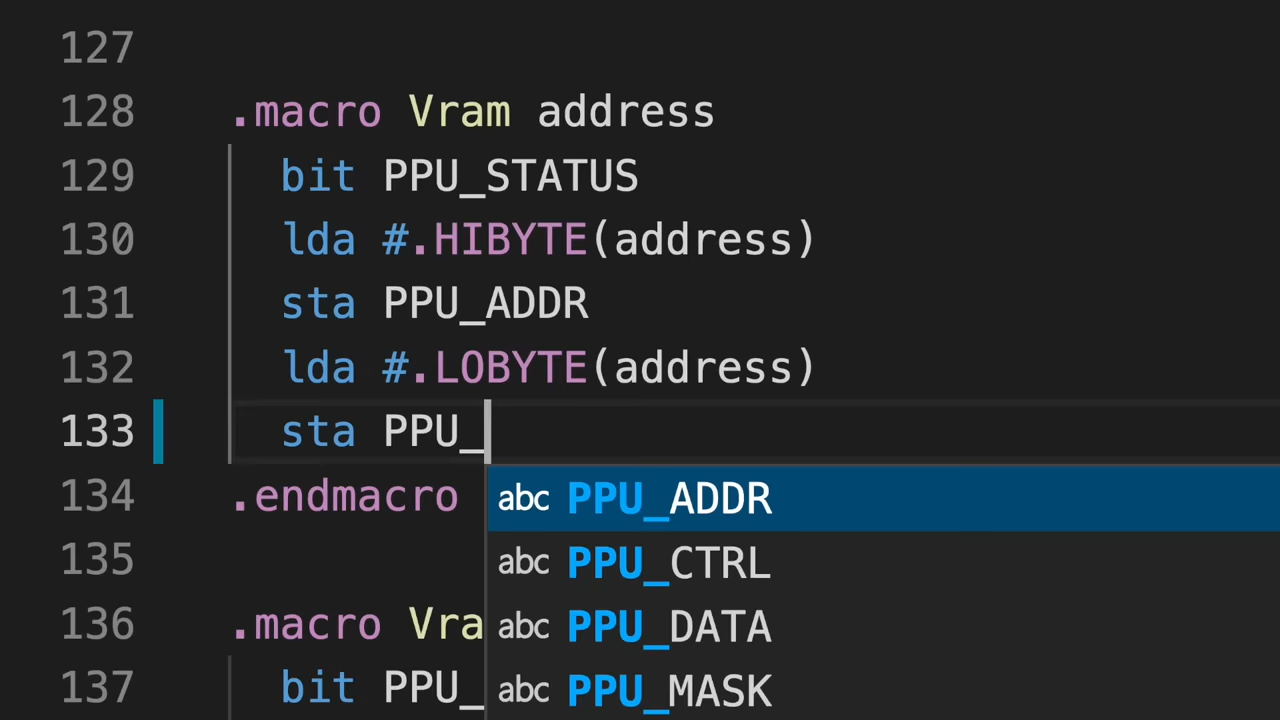 127
128 .macro Vram address
129 bit PPU_STATUS
130 lda #.HIBYTE(address)
131 sta PPU_ADDR
132 lda #.LOBYTE(address)
133 sta PPU_
134 .endmacro abc PPU_ADDR
135 abc PPU_CTRL
136 .macro Vra abc PPU_DATA
137 bit PPU_ abc PPU_MASK